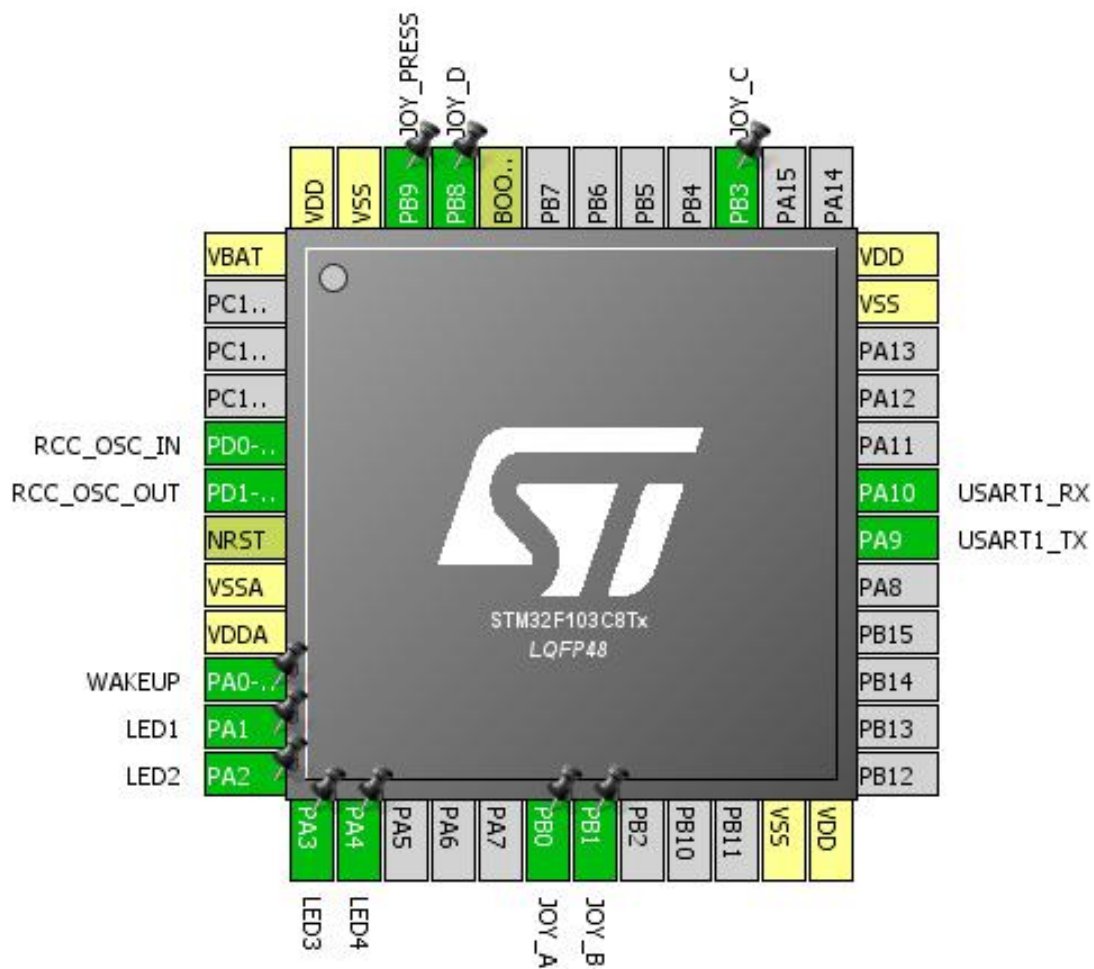 JOY_PRESS
JOY_D
JOY_C
VDD
VSS
PB9
PB8
BOO..
PB7
PB6
PB5
PB4
PB3
PA15
PA14
VBAT
PC1..
PC1..
PC1..
RCC_OSC_IN PD0-..
RCC_OSC_OUT PD1-..
NRST
VSSA
VDDA
WAKEUP PA0-..
LED1 PA1
LED2 PA2
VDD
VSS
PA13
PA12
PA11
PA10 USART1_RX
PA9 USART1_TX
PA8
PB15
PB14
PB13
PB12
ST
STM32F103C8Tx
LQFP48
PA3
PA4
PA5
PA6
PA7
PB0
PB1
PB2
PB10
PB11
VSS
VDD
LED3
LED4
JOY_A
JOY_B